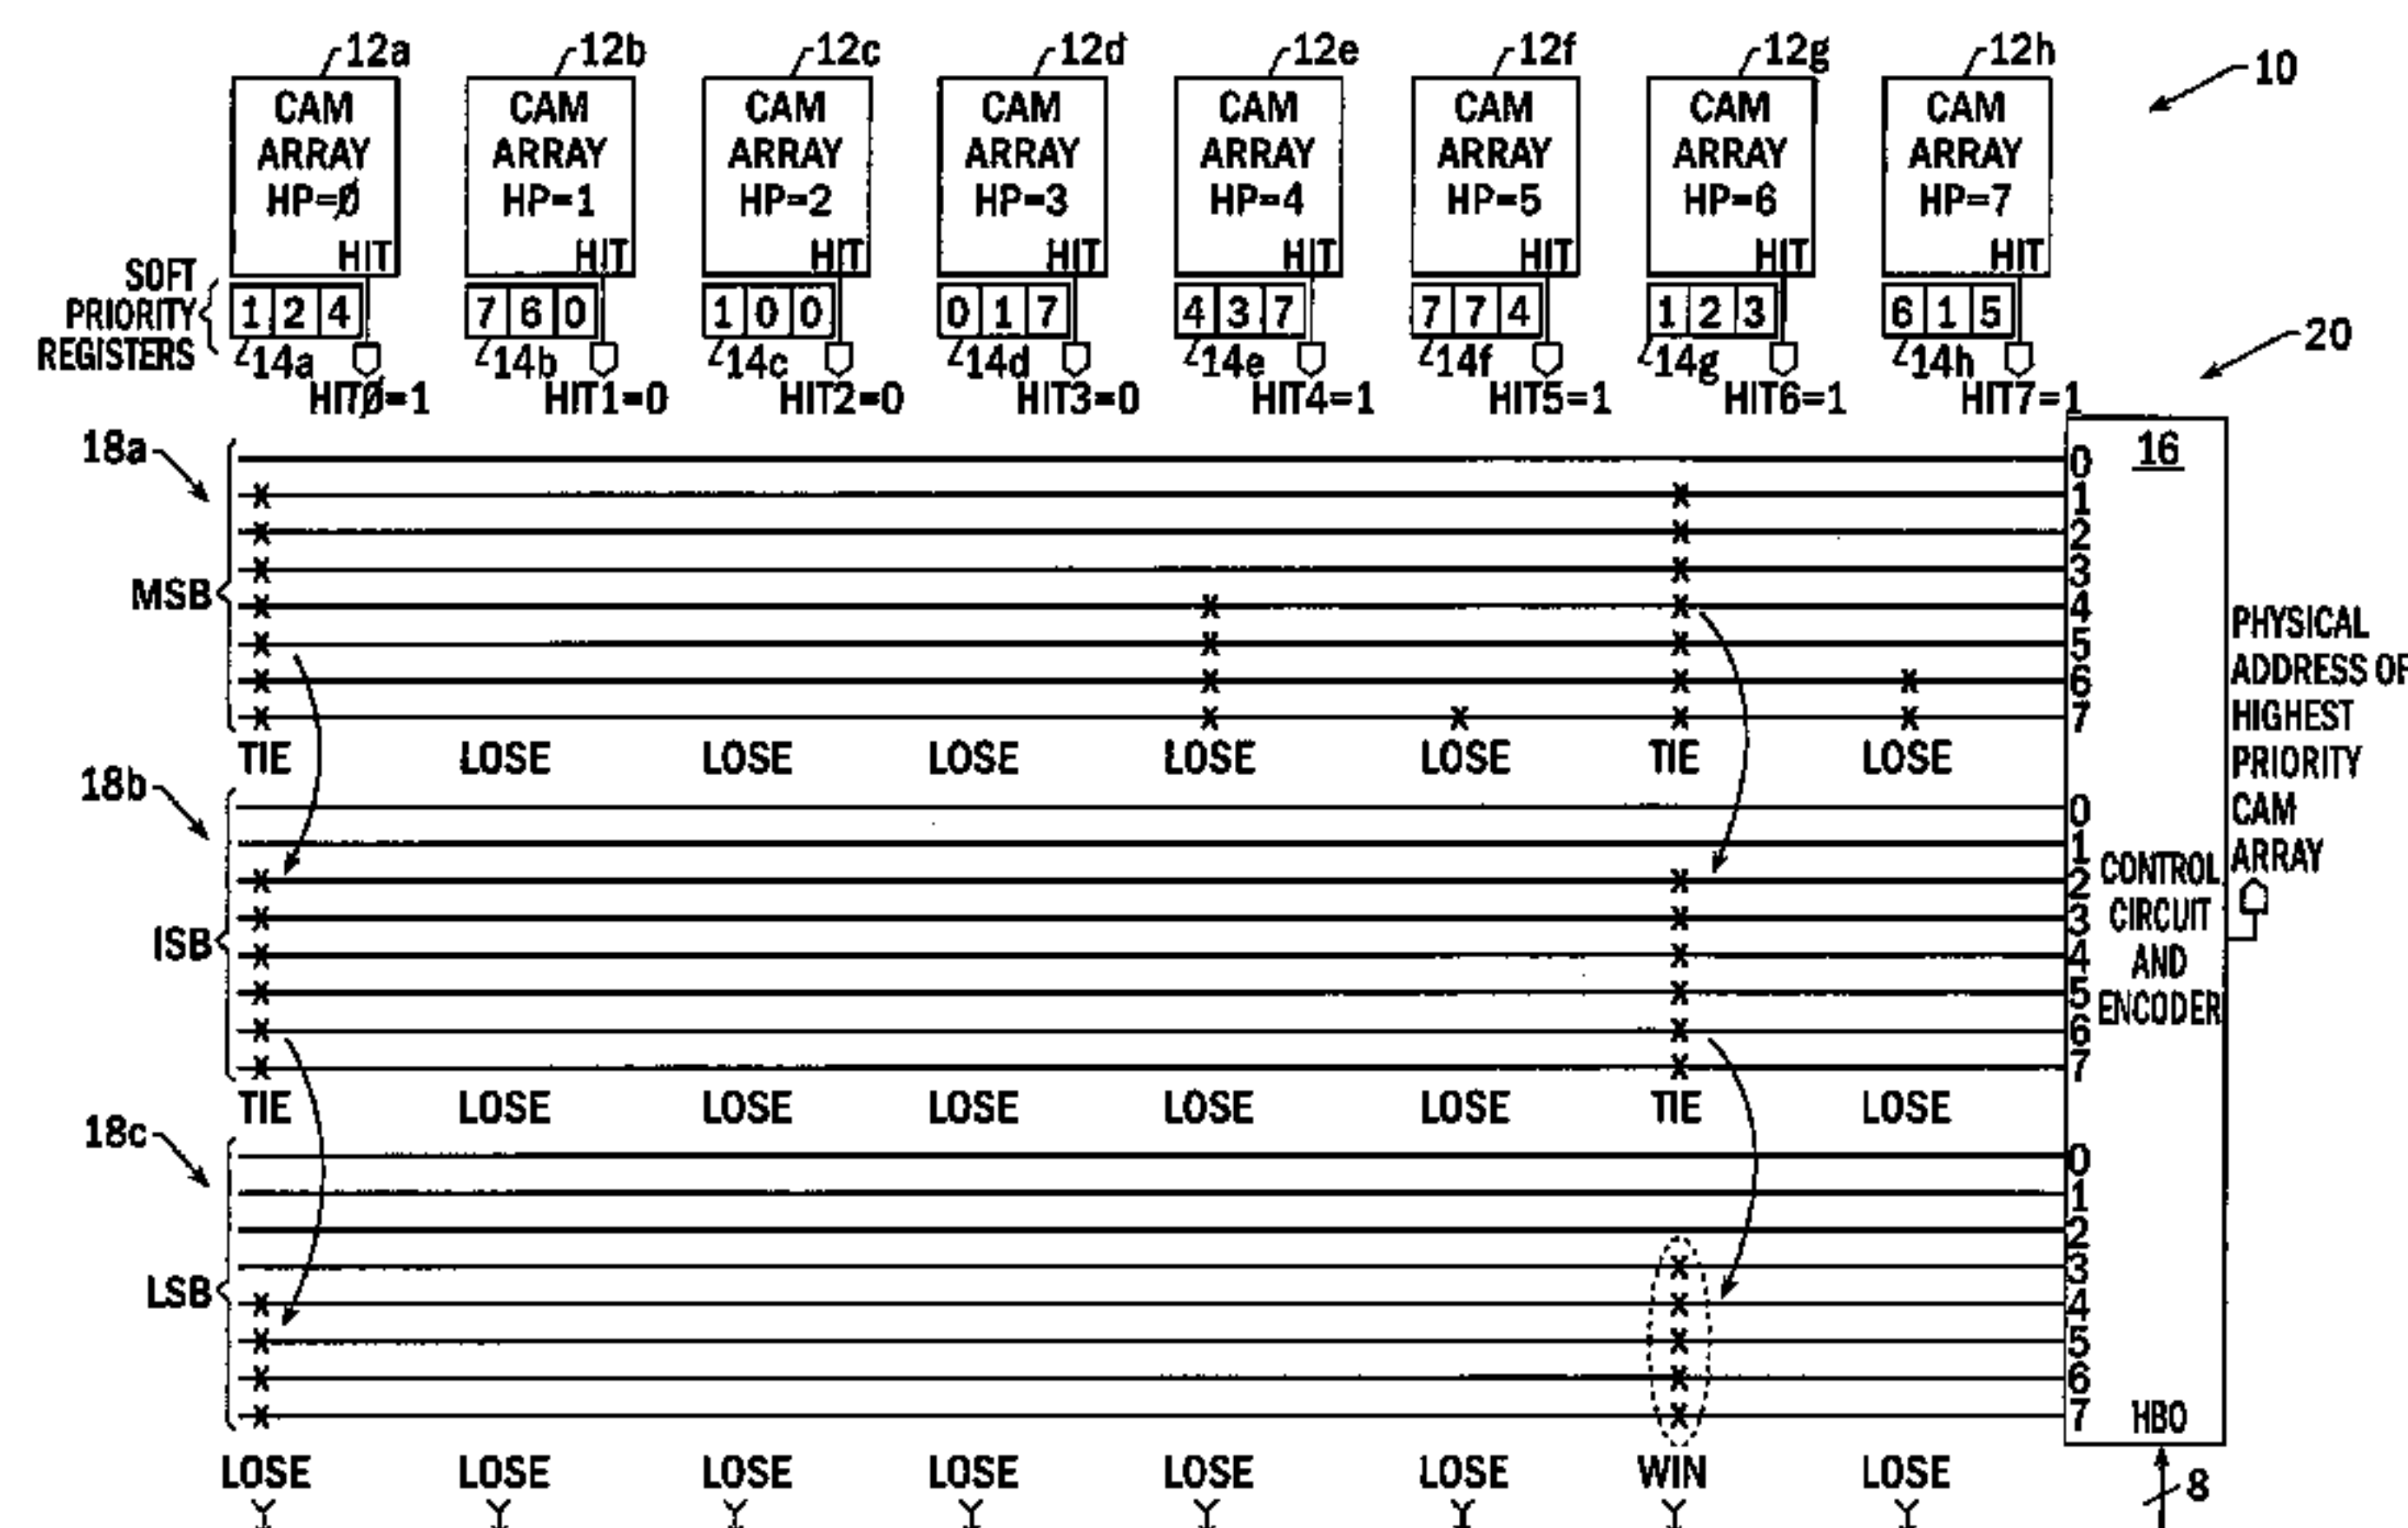 12a 12b 12c 12d 12e 12f 12g 12h
10
CAM ARRAY HP=Ø HIT
CAM ARRAY HP=1 HIT
CAM ARRAY HP=2 HIT
CAM ARRAY HP=3 HIT
CAM ARRAY HP=4 HIT
CAM ARRAY HP=5 HIT
CAM ARRAY HP=6 HIT
CAM ARRAY HP=7 HIT
SOFT
PRIORITY
REGISTERS
1 2 4 7 6 0 1 0 0 0 1 7 4 3 7 7 7 4 1 2 3 6 1 5
14a 14b 14c 14d 14e 14f 14g 14h
HITØ=1 HIT1=0 HIT2=0 HIT3=0 HIT4=1 HIT5=1 HIT6=1 HIT7=1
20
18a
MSB
0
1
2
3
4
5
6
7
TIE LOSE LOSE LOSE LOSE LOSE TIE LOSE
18b
ISB
0
1
2
3
4
5
6
7
TIE LOSE LOSE LOSE LOSE LOSE TIE LOSE
18c
LSB
0
1
2
3
4
5
6
7
LOSE LOSE LOSE LOSE LOSE LOSE WIN LOSE
16
CONTROL
CIRCUIT
AND
ENCODER
HBO
8
PHYSICAL
ADDRESS OF
HIGHEST
PRIORITY
CAM
ARRAY